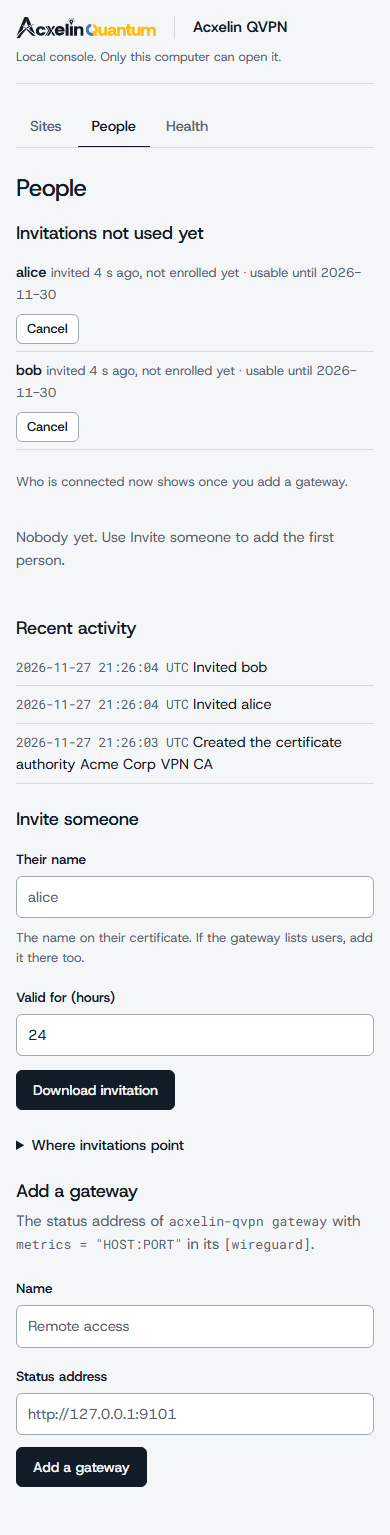 Acxelin Quantum
Acxelin QVPN
Local console. Only this computer can open it.
Sites
People
Health
People
Invitations not used yet
alice invited 4 s ago, not enrolled yet · usable until 2026-
11-30
Cancel
bob invited 4 s ago, not enrolled yet · usable until 2026-
11-30
Cancel
Who is connected now shows once you add a gateway.
Nobody yet. Use Invite someone to add the first
person.
Recent activity
2026-11-27 21:26:04 UTC Invited bob
2026-11-27 21:26:04 UTC Invited alice
2026-11-27 21:26:03 UTC Created the certificate
authority Acme Corp VPN CA
Invite someone
Their name
alice
The name on their certificate. If the gateway lists users, add
it there too.
Valid for (hours)
24
Download invitation
Where invitations point
Add a gateway
The status address of acxelin-qvpn gateway with
metrics = "HOST:PORT" in its [wireguard].
Name
Remote access
Status address
http://127.0.0.1:9101
Add a gateway